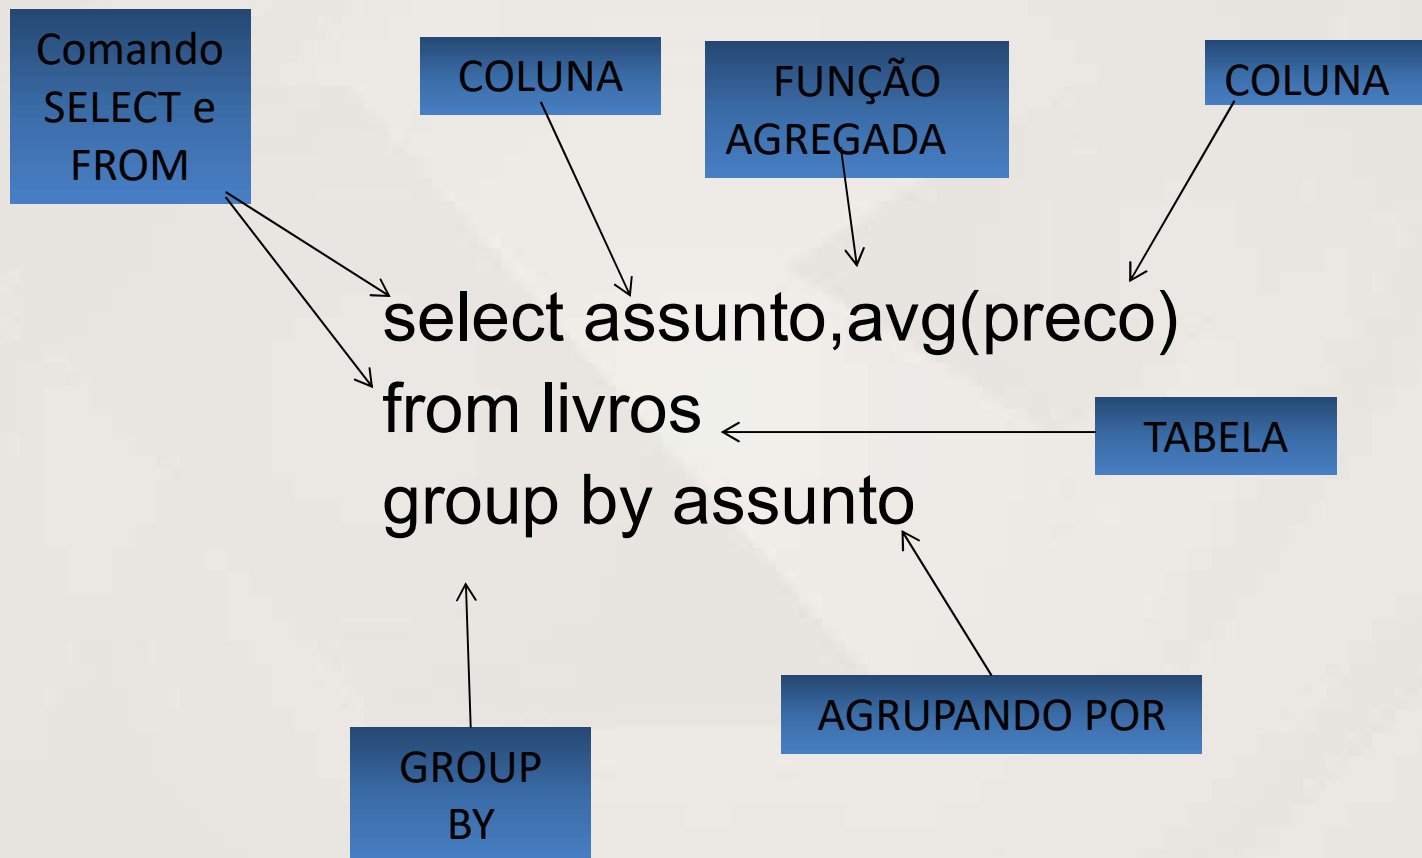 Comando
SELECT e
FROM
COLUNA
FUNÇÃO
AGREGADA
COLUNA
select assunto,avg(preco)
from livros
TABELA
group by assunto
AGRUPANDO POR
GROUP
BY